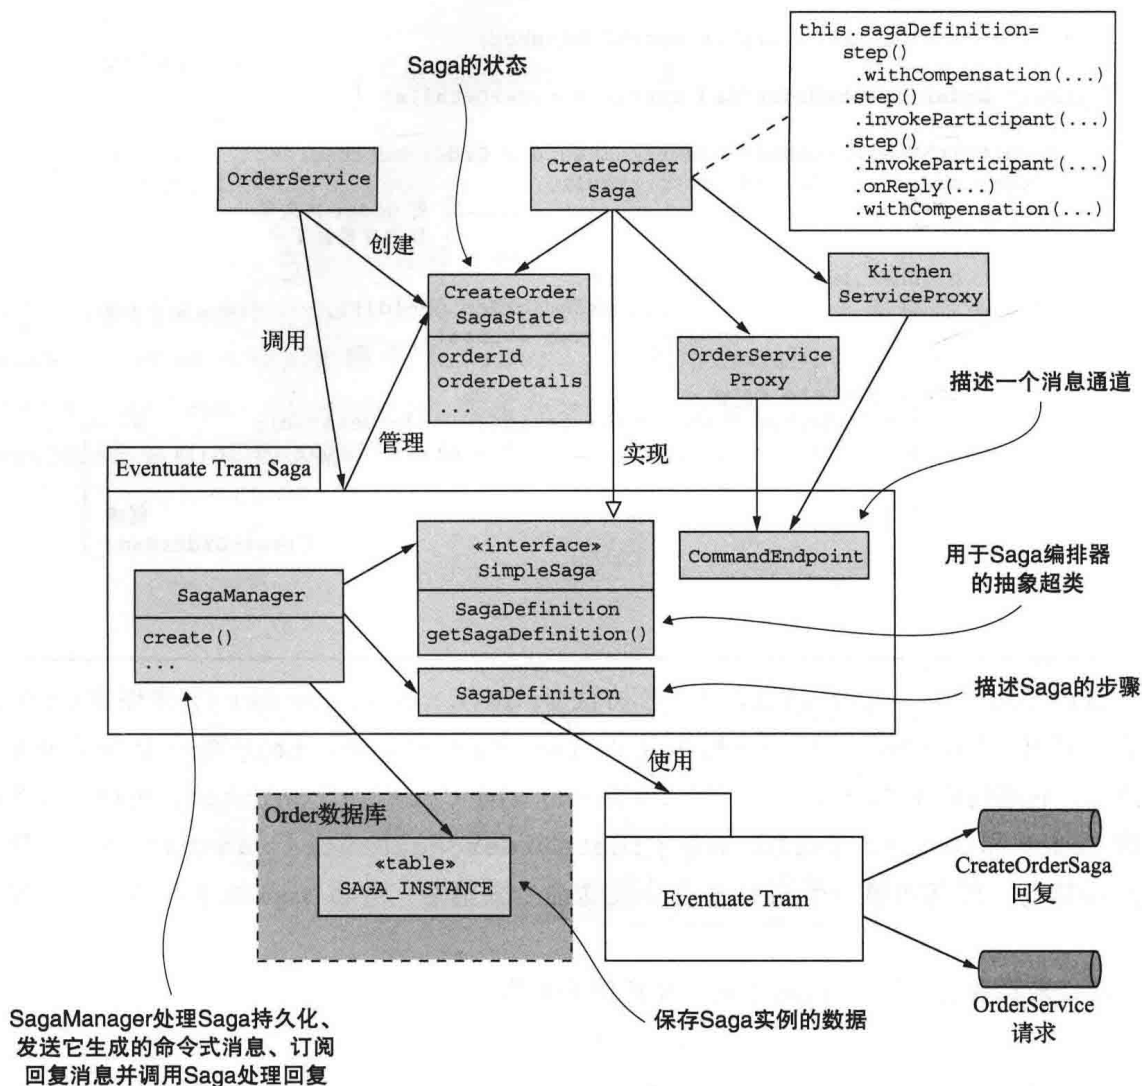 this.sagaDefinition=
step()
.withCompensation(...)
.step()
.invokeParticipant(...)
.step()
.invokeParticipant(...)
.onReply(...)
.withCompensation(...)
Saga的状态
OrderService
CreateOrder
Saga
创建
Kitchen
ServiceProxy
CreateOrder
SagaState
orderId
orderDetails
...
调用
OrderService
Proxy
描述一个消息通道
管理
实现
Eventuate Tram Saga
«interface»
SimpleSaga
SagaDefinition
getSagaDefinition()
CommandEndpoint
用于Saga编排器
的抽象超类
SagaManager
create()
...
SagaDefinition
描述Saga的步骤
使用
Order数据库
«table»
SAGA_INSTANCE
Eventuate Tram
CreateOrderSaga
回复
OrderService
请求
SagaManager处理Saga持久化、
发送它生成的命令式消息、订阅
回复消息并调用Saga处理回复
保存Saga实例的数据